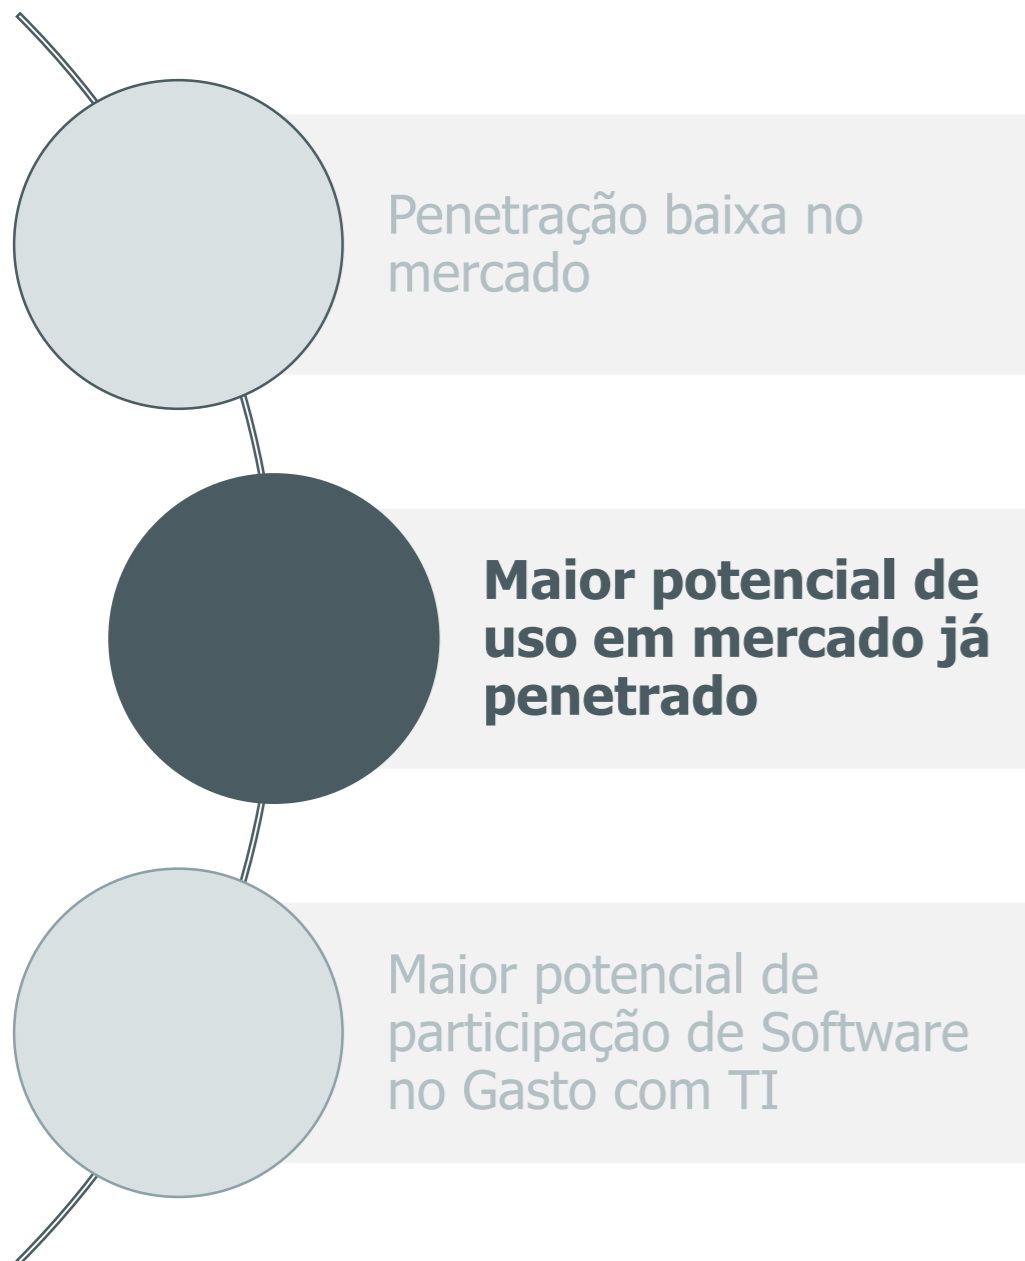 Penetração baixa no
mercado
Maior potencial de
uso em mercado já
penetrado
Maior potencial de
participação de Software
no Gasto com TI